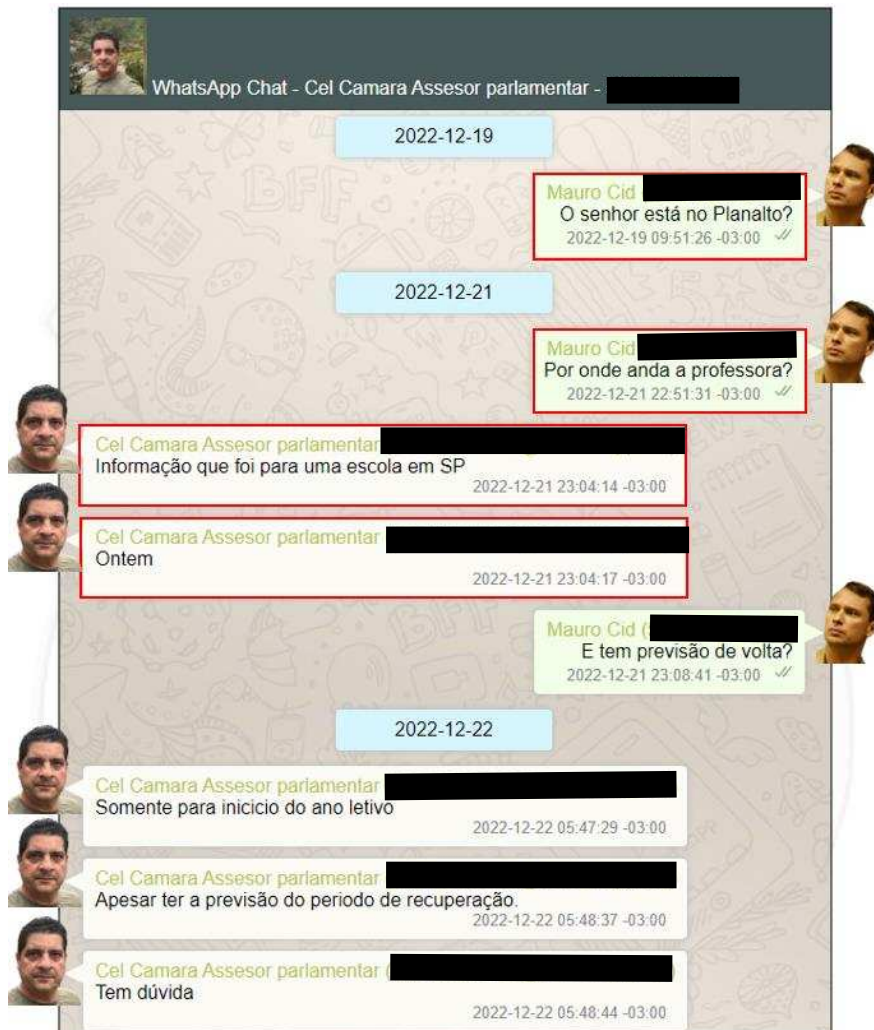 WhatsApp Chat - Cel Camara Assesor parlamentar -
2022-12-19
Mauro Cid
O senhor está no Planalto?
2022-12-19 09:51:26 -03:00
2022-12-21
Mauro Cid
Por onde anda a professora?
2022-12-21 22:51:31 -03:00
Cel Camara Assesor parlamentar
Informação que foi para uma escola em SP
2022-12-21 23:04:14 -03:00
Cel Camara Assesor parlamentar
Ontem
2022-12-21 23:04:17 -03:00
Mauro Cid (
E tem previsão de volta?
2022-12-21 23:08:41 -03:00
2022-12-22
Cel Camara Assesor parlamentar
Somente para inicicio do ano letivo
2022-12-22 05:47:29 -03:00
Cel Camara Assesor parlamentar
Apesar ter a previsão do periodo de recuperação.
2022-12-22 05:48:37 -03:00
Cel Camara Assesor parlamentar ( )
Tem dúvida
2022-12-22 05:48:44 -03:00